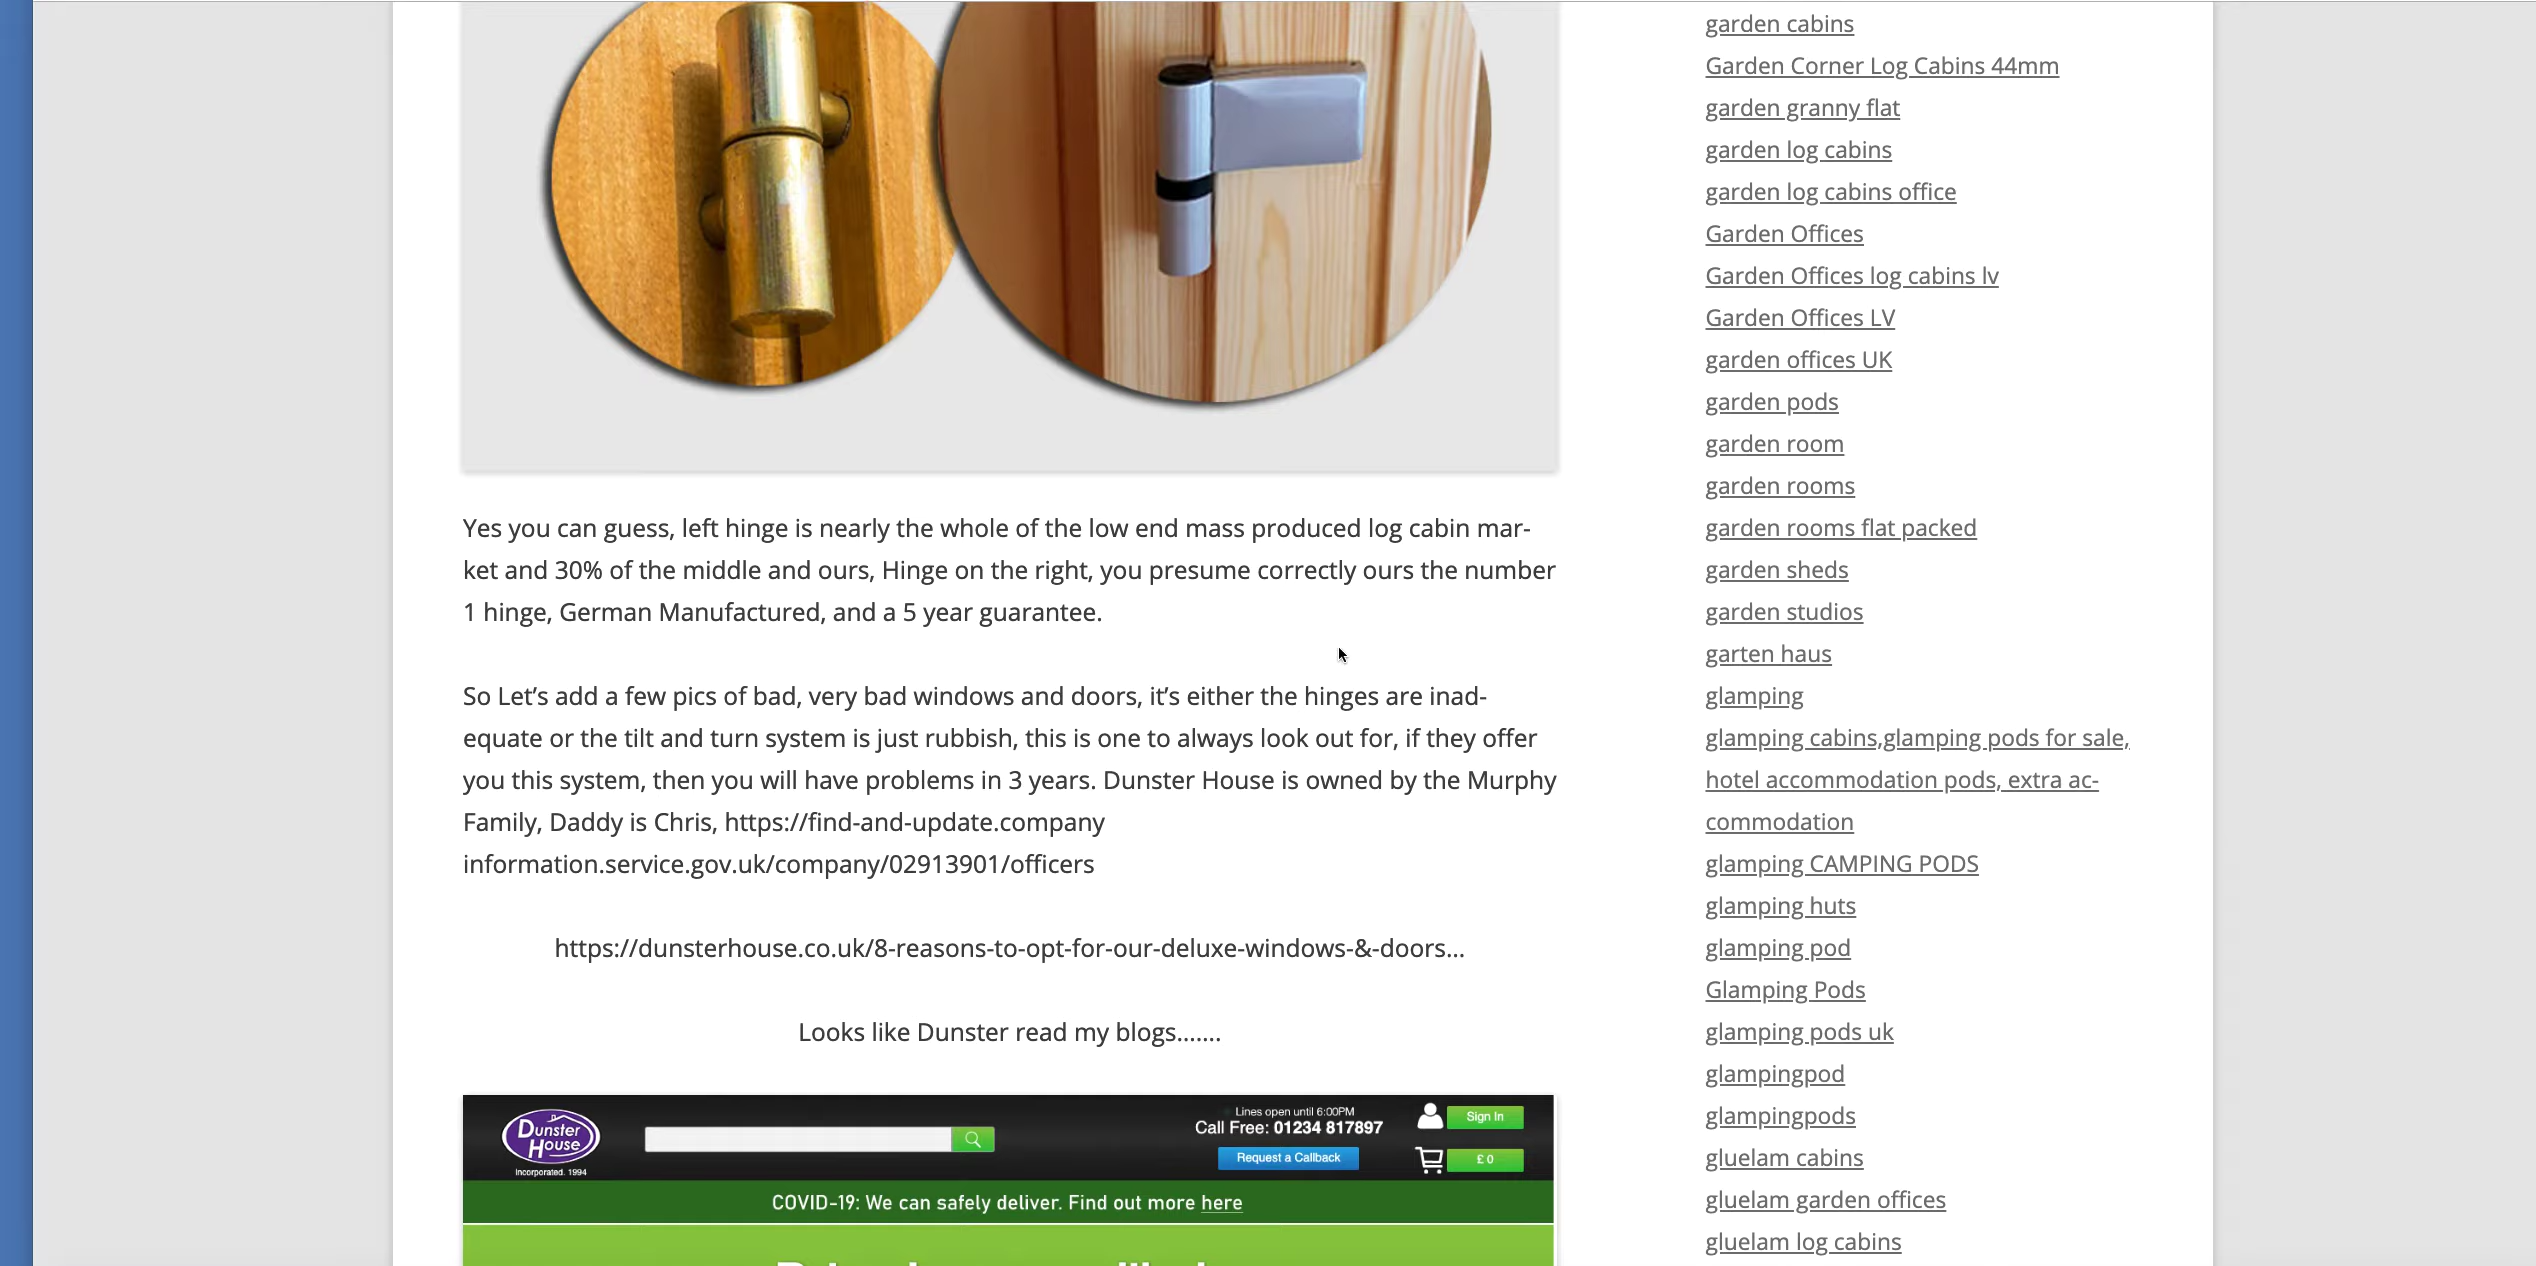 Yes you can guess, left hinge is nearly the whole of the low end mass produced log cabin mar-
ket and 30% of the middle and ours, Hinge on the right, you presume correctly ours the number
1 hinge, German Manufactured, and a 5 year guarantee.
So Let’s add a few pics of bad, very bad windows and doors, it’s either the hinges are inad-
equate or the tilt and turn system is just rubbish, this is one to always look out for, if they offer
you this system, then you will have problems in 3 years. Dunster House is owned by the Murphy
Family, Daddy is Chris, https://find-and-update.company
information.service.gov.uk/company/02913901/officers
https://dunsterhouse.co.uk/8-reasons-to-opt-for-our-deluxe-windows-&-doors…
Looks like Dunster read my blogs…….
Dunster
House
Incorporated. 1994
Lines open until 6:00PM
Call Free: 01234 817897
Request a Callback
Sign In
£ 0
COVID-19: We can safely deliver. Find out more here
garden cabins
Garden Corner Log Cabins 44mm
garden granny flat
garden log cabins
garden log cabins office
Garden Offices
Garden Offices log cabins lv
Garden Offices LV
garden offices UK
garden pods
garden room
garden rooms
garden rooms flat packed
garden sheds
garden studios
garten haus
glamping
glamping cabins,glamping pods for sale,
hotel accommodation pods, extra ac-
commodation
glamping CAMPING PODS
glamping huts
glamping pod
Glamping Pods
glamping pods uk
glampingpod
glampingpods
gluelam cabins
gluelam garden offices
gluelam log cabins